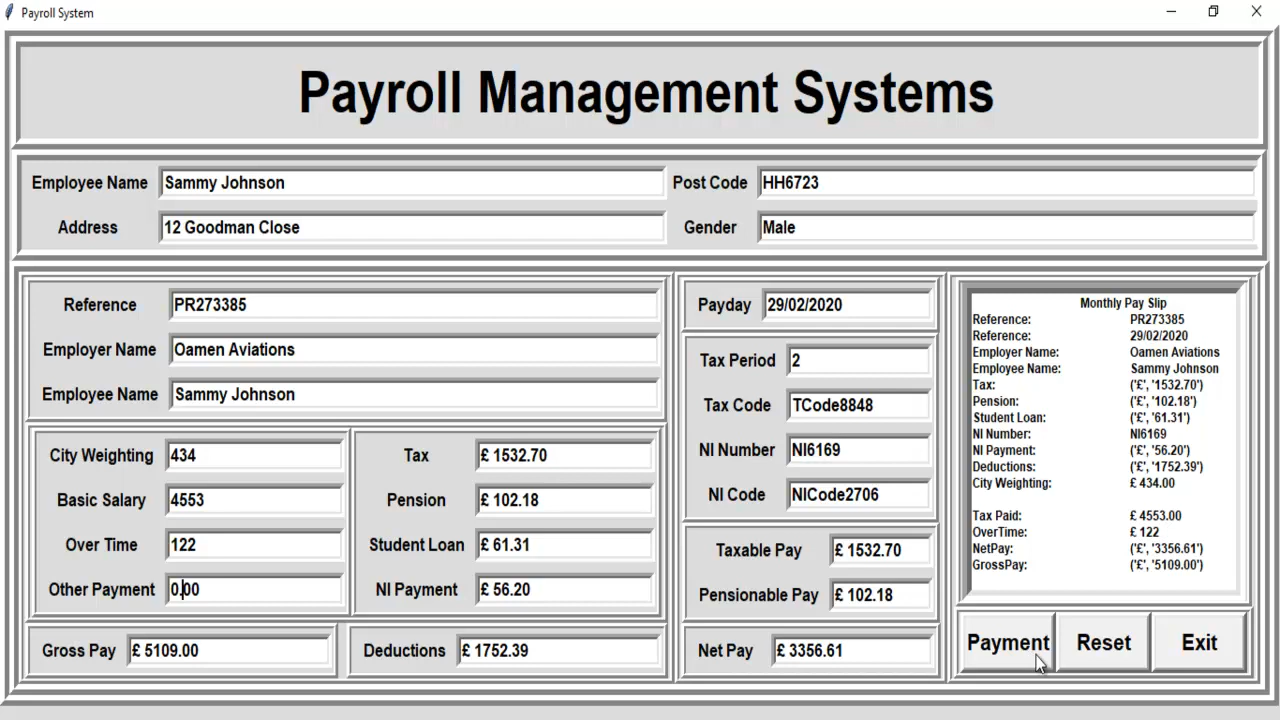 Payroll System
Payroll Management Systems
Employee Name Sammy Johnson Post Code HH6723
Address 12 Goodman Close Gender Male
Reference PR273385
Employer Name Oamen Aviations
Employee Name Sammy Johnson
City Weighting 434
Basic Salary 4553
Over Time 122
Other Payment 0.00
Gross Pay £ 5109.00
Tax £ 1532.70
Pension £ 102.18
Student Loan £ 61.31
NI Payment £ 56.20
Deductions £ 1752.39
Payday 29/02/2020
Tax Period 2
Tax Code TCode8848
NI Number NI6169
NI Code NICode2706
Taxable Pay £ 1532.70
Pensionable Pay £ 102.18
Net Pay £ 3356.61
Monthly Pay Slip
Reference: PR273385
Reference: 29/02/2020
Employer Name: Oamen Aviations
Employee Name: Sammy Johnson
Tax: ('£', '1532.70')
Pension: ('£', '102.18')
Student Loan: ('£', '61.31')
NI Number: NI6169
NI Payment: ('£', '56.20')
Deductions: ('£', '1752.39')
City Weighting: £ 434.00
Tax Paid: £ 4553.00
OverTime: £ 122
NetPay: ('£', '3356.61')
GrossPay: ('£', '5109.00')
Payment Reset Exit